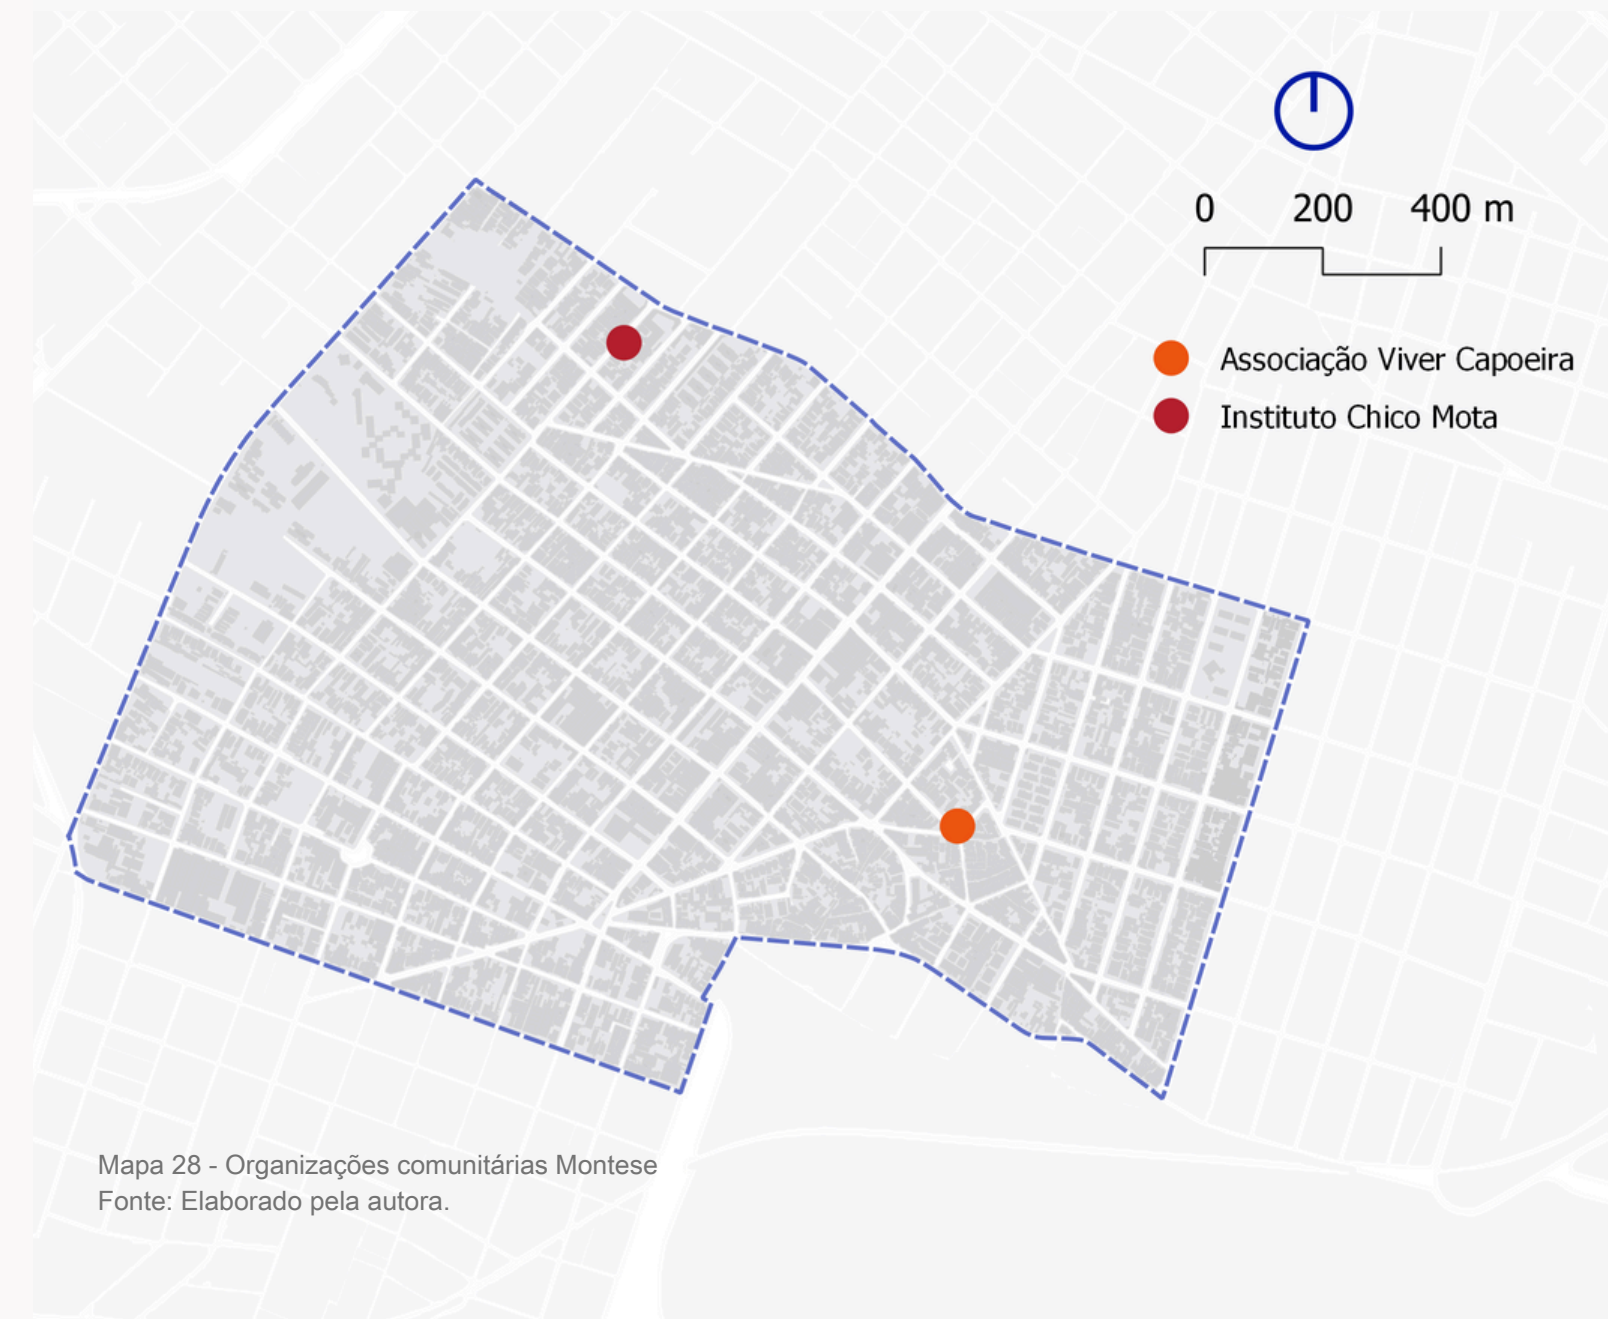 0 200 400 m
Associação Viver Capoeira
Instituto Chico Mota
Mapa 28 - Organizações comunitárias Montese
Fonte: Elaborado pela autora.